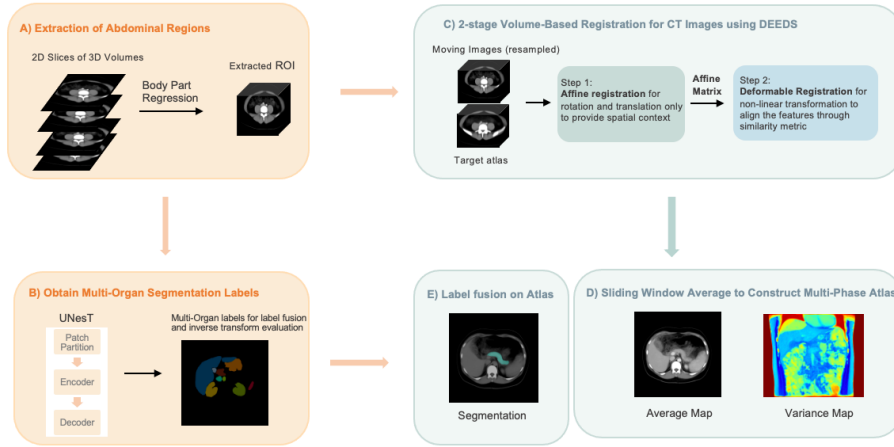 A) Extraction of Abdominal Regions
2D Slices of 3D Volumes
Body Part
Regression
Extracted ROI
C) 2-stage Volume-Based Registration for CT Images using DEEDS
Moving Images (resampled)
Target atlas
Step 1:
Affine registration for
rotation and translation only
to provide spatial context
Affine
Matrix
Step 2:
Deformable Registration for
non-linear transformation to
align the features through
similarity metric
B) Obtain Multi-Organ Segmentation Labels
UNesT
Patch
Partition
Encoder
Decoder
Multi-Organ labels for label fusion
and inverse transform evaluation
E) Label fusion on Atlas
Segmentation
D) Sliding Window Average to Construct Multi-Phase Atlas
Average Map
Variance Map